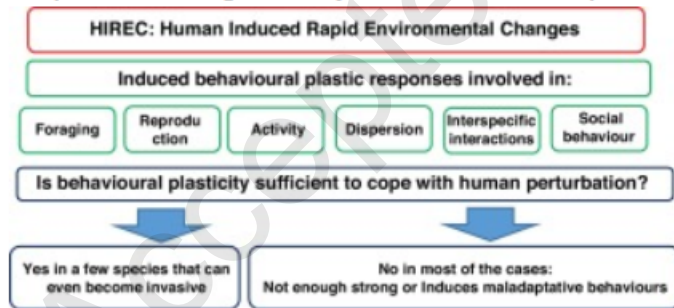 HIREC: Human Induced Rapid Environmental Changes
Induced behavioural plastic responses involved in:
Foraging
Reprodu
ction
Activity
Dispersion
Interspecific
interactions
Social
behaviour
Is behavioural plasticity sufficient to cope with human perturbation?
Yes in a few species that can
even become invasive
No in most of the cases:
Not enough strong or Induces maladaptative behaviours
Accepte